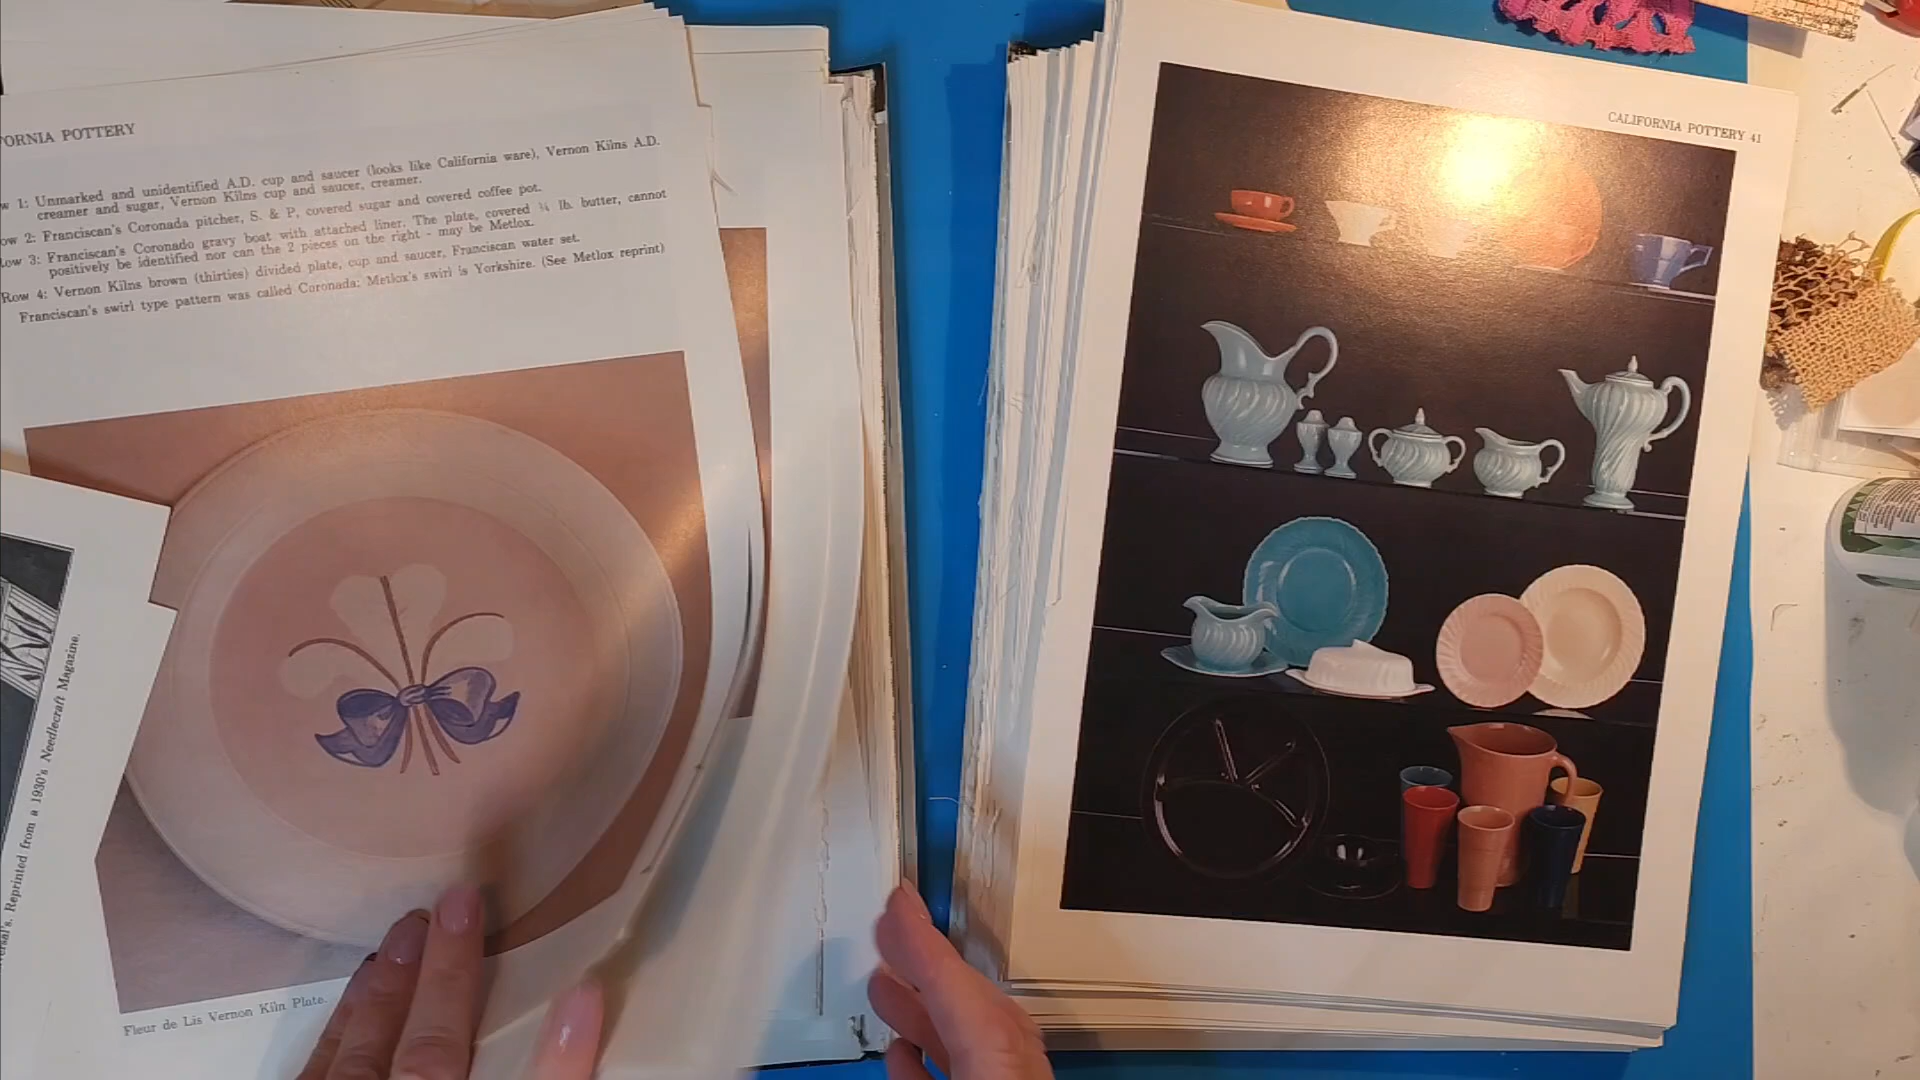 FORNIA POTTERY
w 1: Unmarked and unidentified A.D. cup and saucer (looks like California ware), Vernon Kilns A.D.
creamer and sugar, Vernon Kilns cup and saucer, creamer.
ow 2: Franciscan's Coronada pitcher, S. & P, covered sugar and covered coffee pot.
Row 3: Franciscan's Coronado gravy boat with attached liner. The plate, covered ¼ lb. butter, cannot
positively be identified nor can the 2 pieces on the right - may be Metlox.
Row 4: Vernon Kilns brown (thirties) divided plate, cup and saucer, Franciscan water set.
Franciscan's swirl type pattern was called Coronada: Metlox's swirl is Yorkshire. (See Metlox reprint)
Fleur de Lis Vernon Kiln Plate.
ersal's. Reprinted from a 1930's Needlecraft Magazine.
CALIFORNIA POTTERY 41